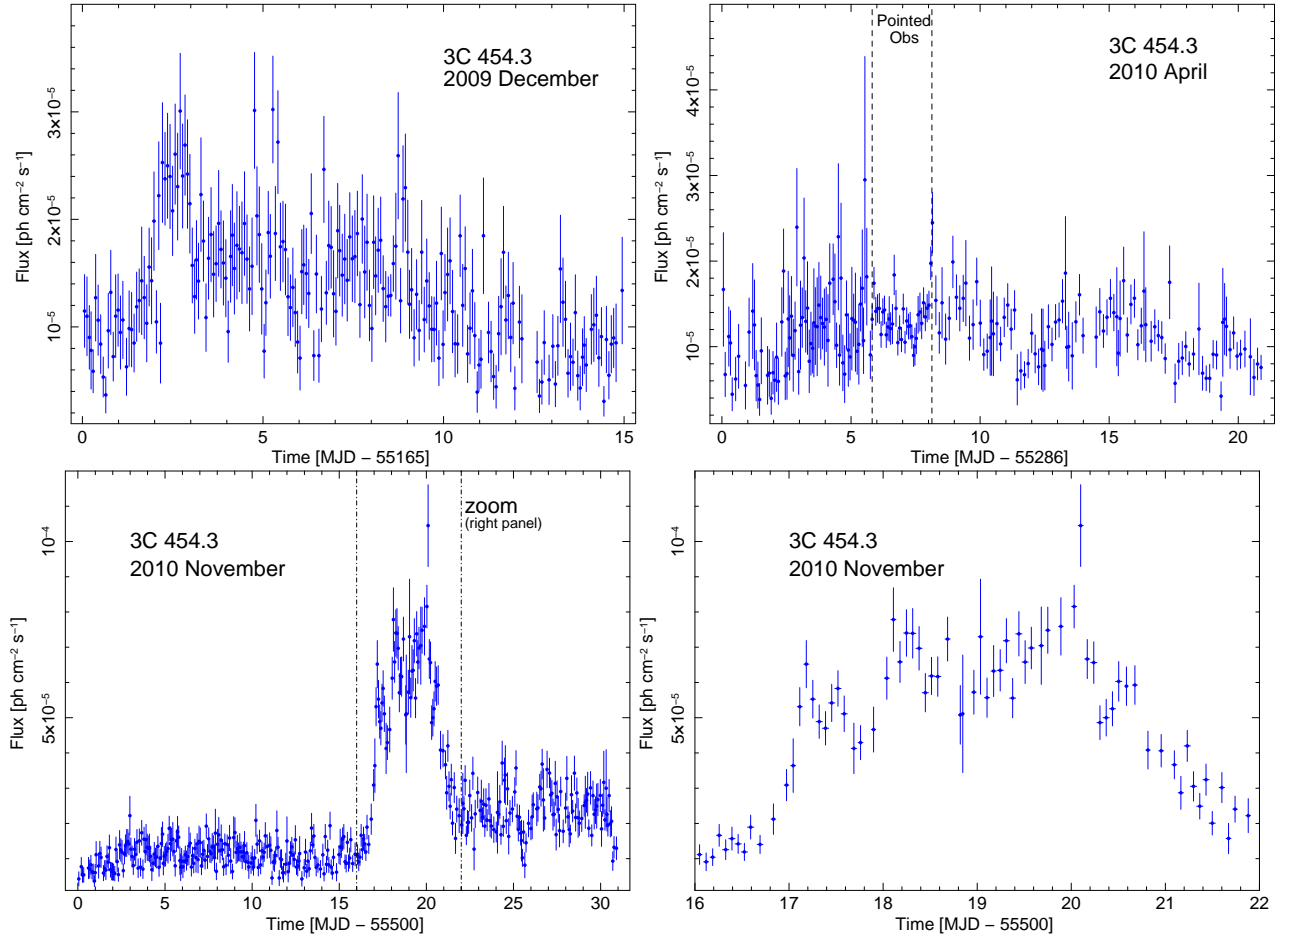 3C 454.3
2009 December
Flux [ph cm⁻² s⁻¹]
3×10⁻⁵
2×10⁻⁵
10⁻⁵
0 5 10 15
Time [MJD − 55165]
Pointed
Obs
3C 454.3
2010 April
Flux [ph cm⁻² s⁻¹]
4×10⁻⁵
3×10⁻⁵
2×10⁻⁵
10⁻⁵
0 5 10 15 20
Time [MJD − 55286]
zoom
(right panel)
3C 454.3
2010 November
Flux [ph cm⁻² s⁻¹]
10⁻⁴
5×10⁻⁵
0 5 10 15 20 25 30
Time [MJD − 55500]
3C 454.3
2010 November
Flux [ph cm⁻² s⁻¹]
10⁻⁴
5×10⁻⁵
16 17 18 19 20 21 22
Time [MJD − 55500]